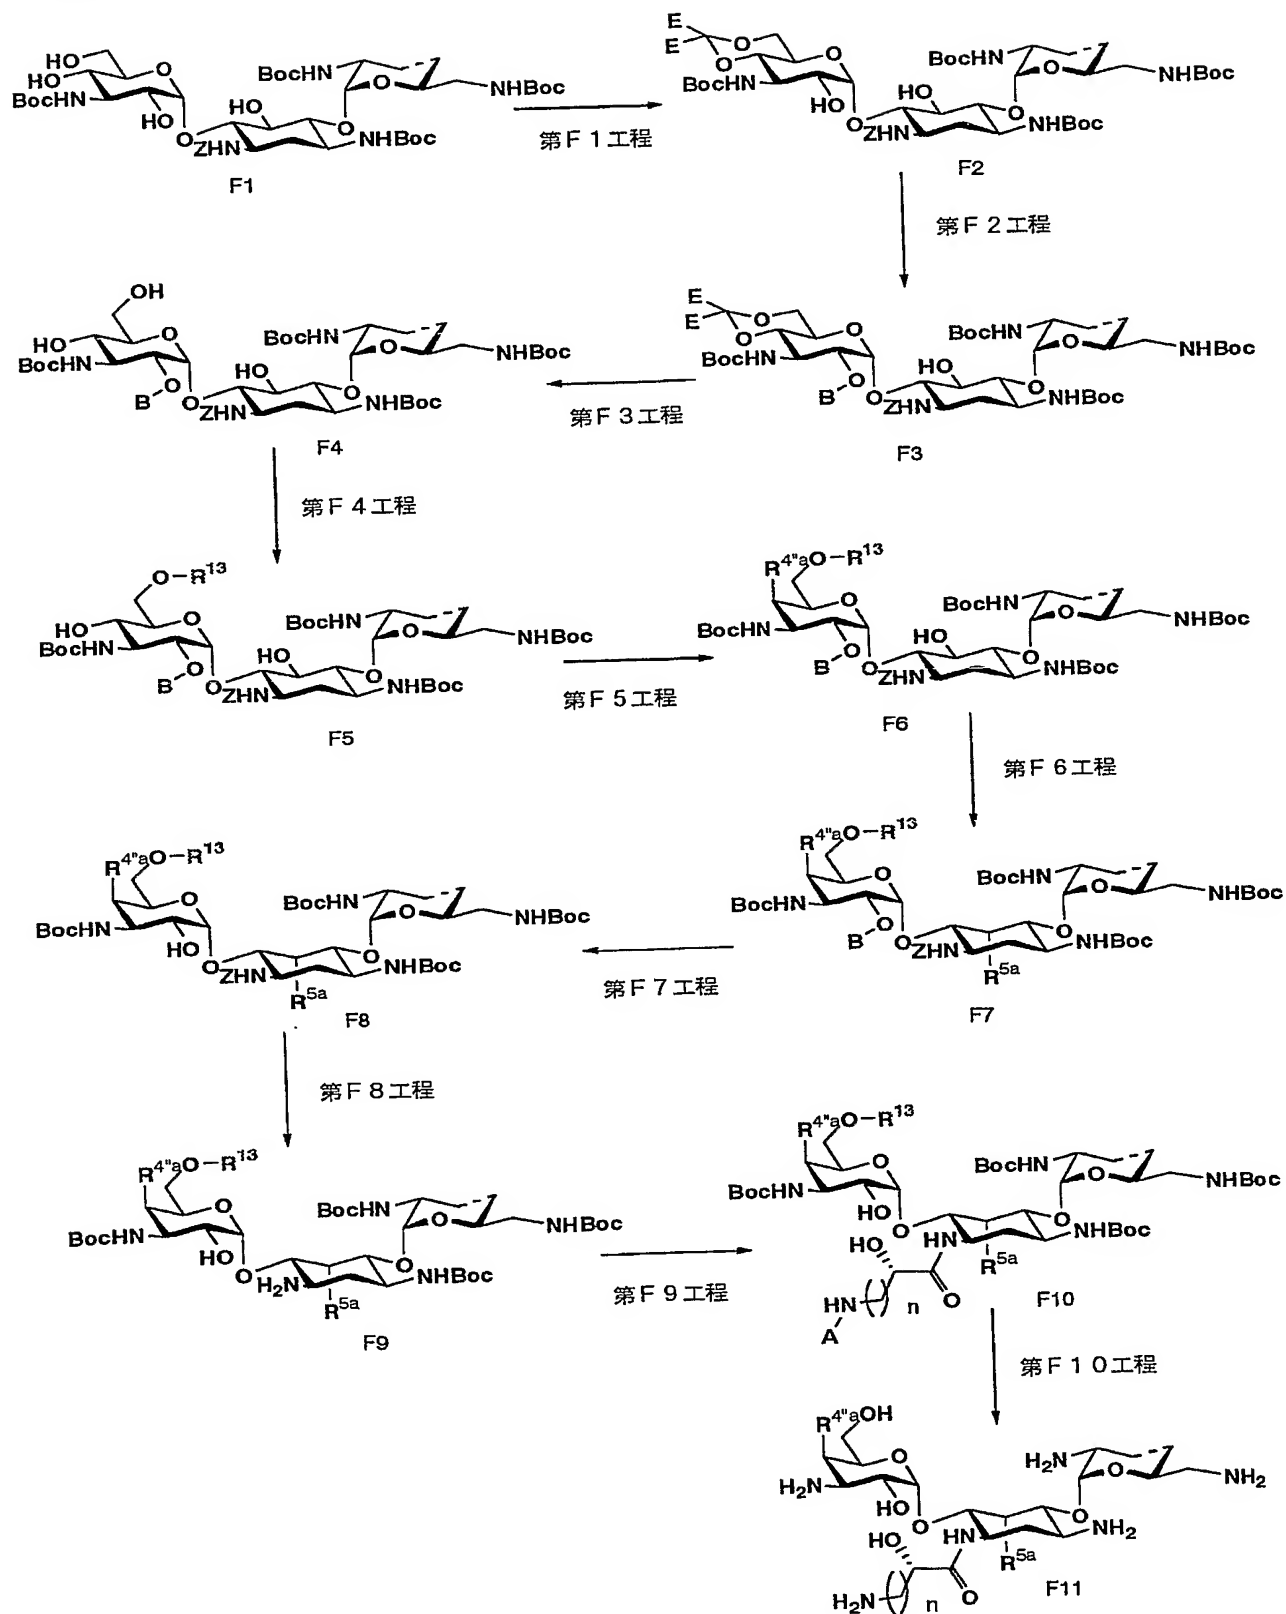 HO
HO
BocHN
HO
O
O
HO
ZHN
BocHN
O
O
NHBoc
NHBoc
F1
第F1工程
E
E
O
O
O
BocHN
HO
O
HO
ZHN
BocHN
O
O
NHBoc
NHBoc
F2
第F2工程
E
E
O
O
O
BocHN
O
B
O
HO
ZHN
BocHN
O
O
NHBoc
NHBoc
F3
第F3工程
OH
HO
BocHN
O
O
B
O
HO
ZHN
BocHN
O
O
NHBoc
NHBoc
F4
第F4工程
O-R13
HO
BocHN
O
O
B
O
HO
ZHN
BocHN
O
O
NHBoc
NHBoc
F5
第F5工程
R4"a
O-R13
BocHN
O
O
B
O
HO
ZHN
BocHN
O
O
NHBoc
NHBoc
F6
第F6工程
R4"a
O-R13
BocHN
O
O
B
O
ZHN
R5a
BocHN
O
O
NHBoc
NHBoc
F7
第F7工程
R4"a
O-R13
BocHN
O
HO
O
ZHN
R5a
BocHN
O
O
NHBoc
NHBoc
F8
第F8工程
R4"a
O-R13
BocHN
O
HO
O
H2N
R5a
BocHN
O
O
NHBoc
NHBoc
F9
第F9工程
R4"a
O-R13
BocHN
O
HO
O
HO
HN
R5a
BocHN
O
O
NHBoc
NHBoc
HN
A
n
O
F10
第F10工程
R4"a
OH
H2N
O
HO
O
HO
HN
R5a
H2N
O
O
NH2
NH2
H2N
n
O
F11